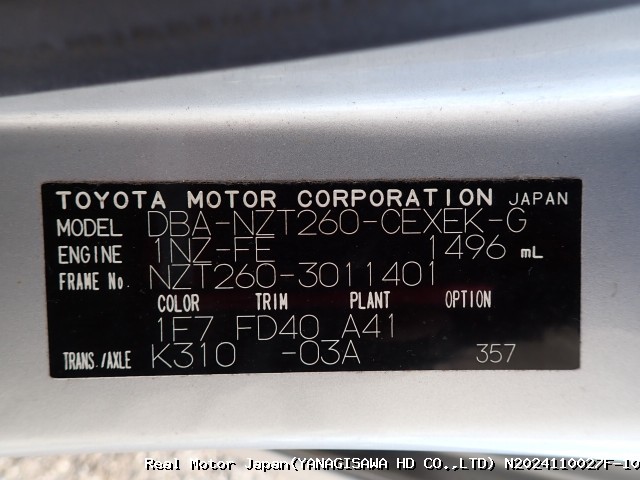 TOYOTA MOTOR CORPORATION JAPAN
MODEL DBA-NZT260-CEXEK-G
ENGINE 1NZ-FE 1496 mL
FRAME No. NZT260-3011401
COLOR TRIM PLANT OPTION
1F7 FD40 A41
TRANS./AXLE K310 -03A 357
Real Motor Japan(YANAGISAWA HD CO.,LTD) N2024110027F-10